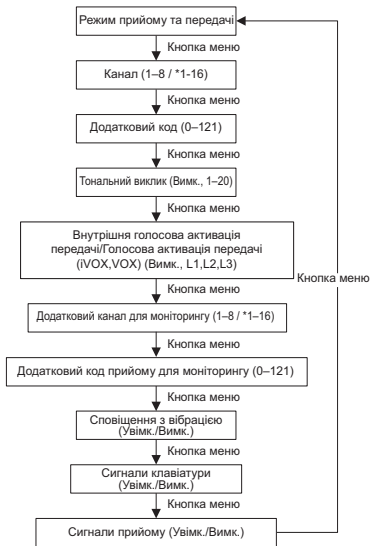 Режим прийому та передачі
Кнопка меню
Канал (1–8 / *1-16)
Кнопка меню
Додатковий код (0–121)
Кнопка меню
Тональний виклик (Вимк., 1–20)
Кнопка меню
Внутрішня голосова активація
передачі/Голосова активація передачі
(iVOX,VOX) (Вимк., L1,L2,L3)
Кнопка меню
Кнопка меню
Додатковий канал для моніторингу (1–8 / *1–16)
Кнопка меню
Додатковий код прийому для моніторингу (0–121)
Кнопка меню
Сповіщення з вібрацією
(Увімк./Вимк.)
Кнопка меню
Сигнали клавіатури
(Увімк./Вимк.)
Кнопка меню
Сигнали прийому (Увімк./Вимк.)